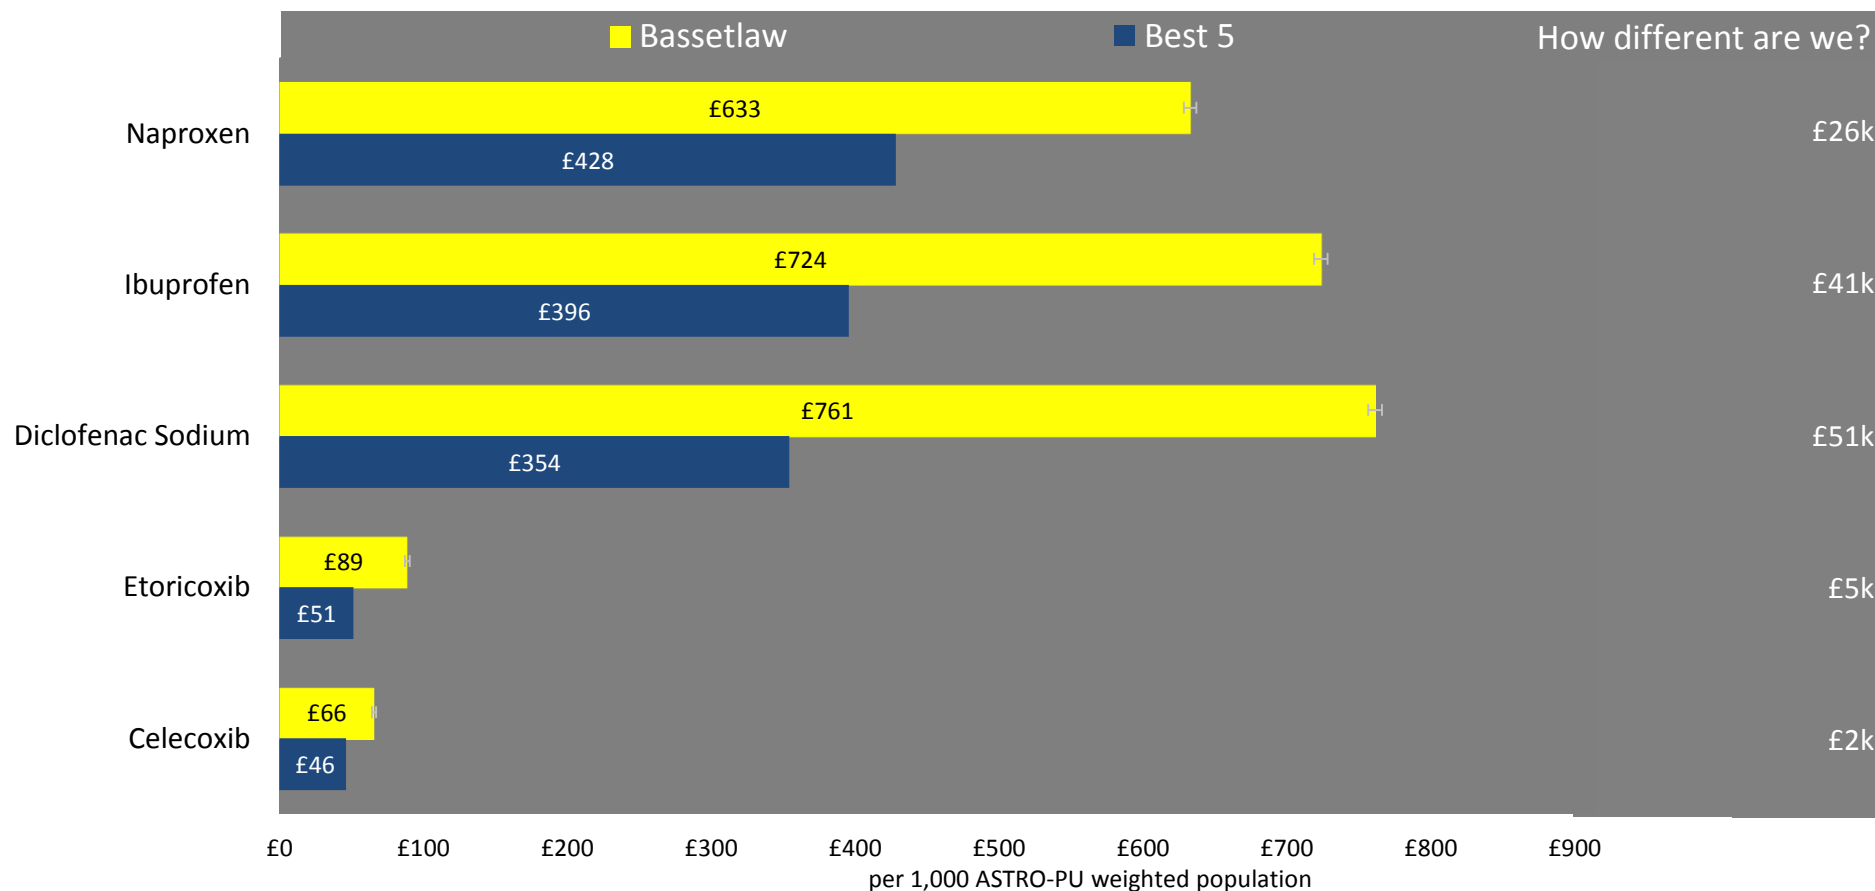 Bassetlaw Best 5 How different are we?
Naproxen £633 £428 £26k
Ibuprofen £724 £396 £41k
Diclofenac Sodium £761 £354 £51k
Etoricoxib £89 £51 £5k
Celecoxib £66 £46 £2k
£0 £100 £200 £300 £400 £500 £600 £700 £800 £900
per 1,000 ASTRO-PU weighted population